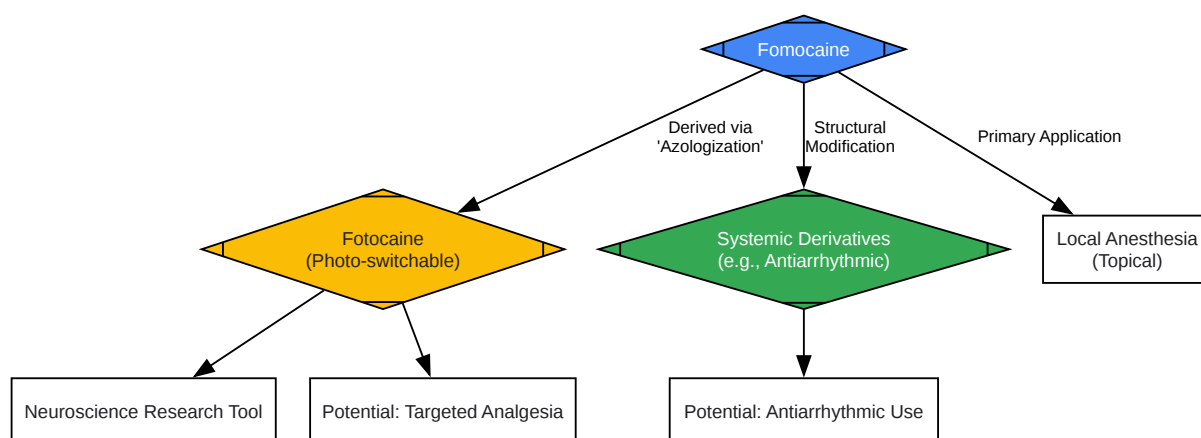 Fomocaine
Derived via
'Azologization'
Structural
Modification
Primary Application
Fotocaine
(Photo-switchable)
Systemic Derivatives
(e.g., Antiarrhythmic)
Local Anesthesia
(Topical)
Neuroscience Research Tool
Potential: Targeted Analgesia
Potential: Antiarrhythmic Use